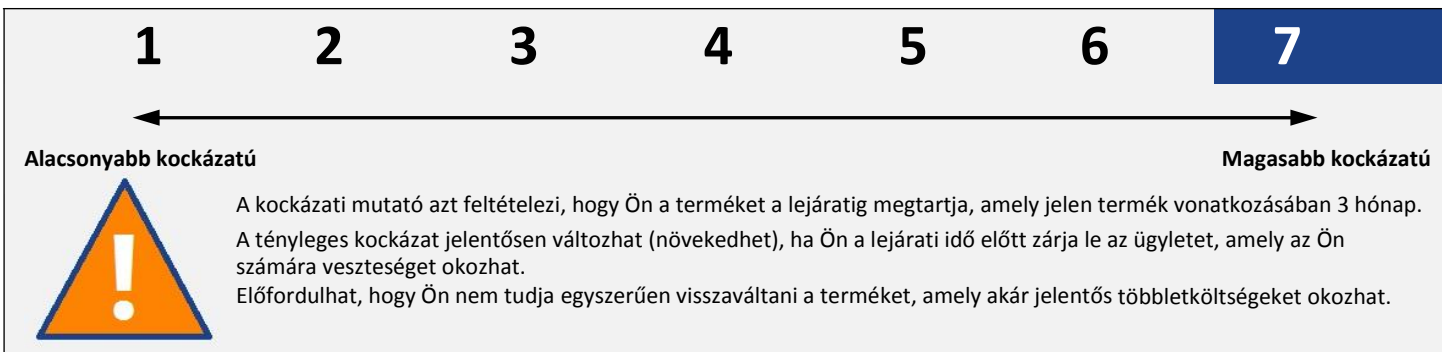 1 2 3 4 5 6 7
Alacsonyabb kockázatú Magasabb kockázatú
A kockázati mutató azt feltételezi, hogy Ön a terméket a lejáratig megtartja, amely jelen termék vonatkozásában 3 hónap.
A tényleges kockázat jelentősen változhat (növekedhet), ha Ön a lejárati idő előtt zárja le az ügyletet, amely az Ön
számára veszteséget okozhat.
Előfordulhat, hogy Ön nem tudja egyszerűen visszaváltani a terméket, amely akár jelentős többletköltségeket okozhat.